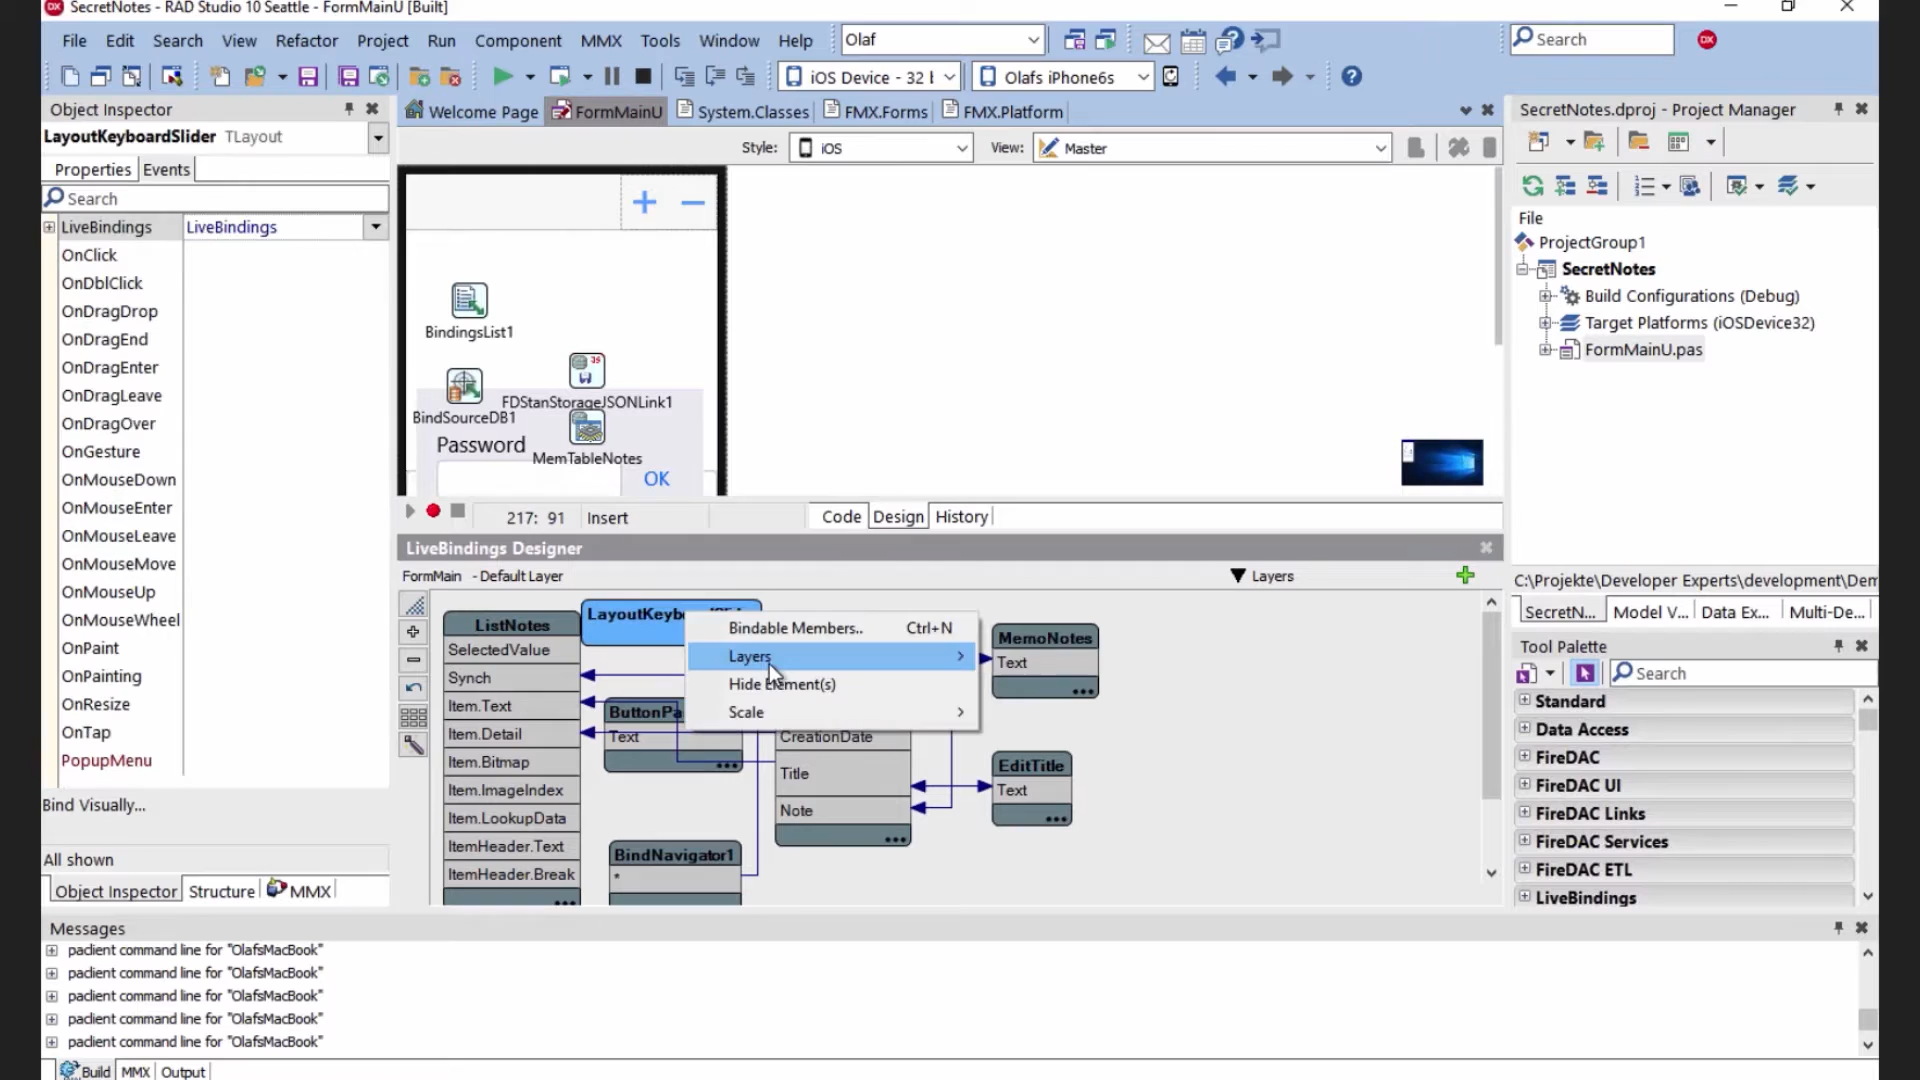 SecretNotes - RAD Studio 10 Seattle - FormMainU [Built]
File Edit Search View Refactor Project Run Component MMX Tools Window Help
Olaf
Search
iOS Device - 32
Olafs iPhone6s
Object Inspector
LayoutKeyboardSlider TLayout
Properties Events
Search
LiveBindings LiveBindings
OnClick
OnDblClick
OnDragDrop
OnDragEnd
OnDragEnter
OnDragLeave
OnDragOver
OnGesture
OnMouseDown
OnMouseEnter
OnMouseLeave
OnMouseMove
OnMouseUp
OnMouseWheel
OnPaint
OnPainting
OnResize
OnTap
PopupMenu
Bind Visually...
All shown
Object Inspector Structure MMX
Welcome Page FormMainU System.Classes FMX.Forms FMX.Platform
Style: iOS View: Master
BindingsList1
FDStanStorageJSONLink1
BindSourceDB1
Password
MemTableNotes
OK
217: 91 Insert
Code Design History
LiveBindings Designer
FormMain - Default Layer
Layers
ListNotes
SelectedValue
Synch
Item.Text
Item.Detail
Item.Bitmap
Item.ImageIndex
Item.LookupData
ItemHeader.Text
ItemHeader.Break
ButtonPa
Text
BindNavigator1
*
Bindable Members.. Ctrl+N
Layers
Hide Element(s)
Scale
CreationDate
Title
Note
MemoNotes
Text
EditTitle
Text
SecretNotes.dproj - Project Manager
File
ProjectGroup1
SecretNotes
Build Configurations (Debug)
Target Platforms (iOSDevice32)
FormMainU.pas
C:\Projekte\Developer Experts\development\Den
SecretN... Model V... Data Ex... Multi-De...
Tool Palette
Search
Standard
Data Access
FireDAC
FireDAC UI
FireDAC Links
FireDAC Services
FireDAC ETL
LiveBindings
Messages
paclient command line for "OlafsMacBook"
paclient command line for "OlafsMacBook"
paclient command line for "OlafsMacBook"
paclient command line for "OlafsMacBook"
paclient command line for "OlafsMacBook"
Build MMX Output